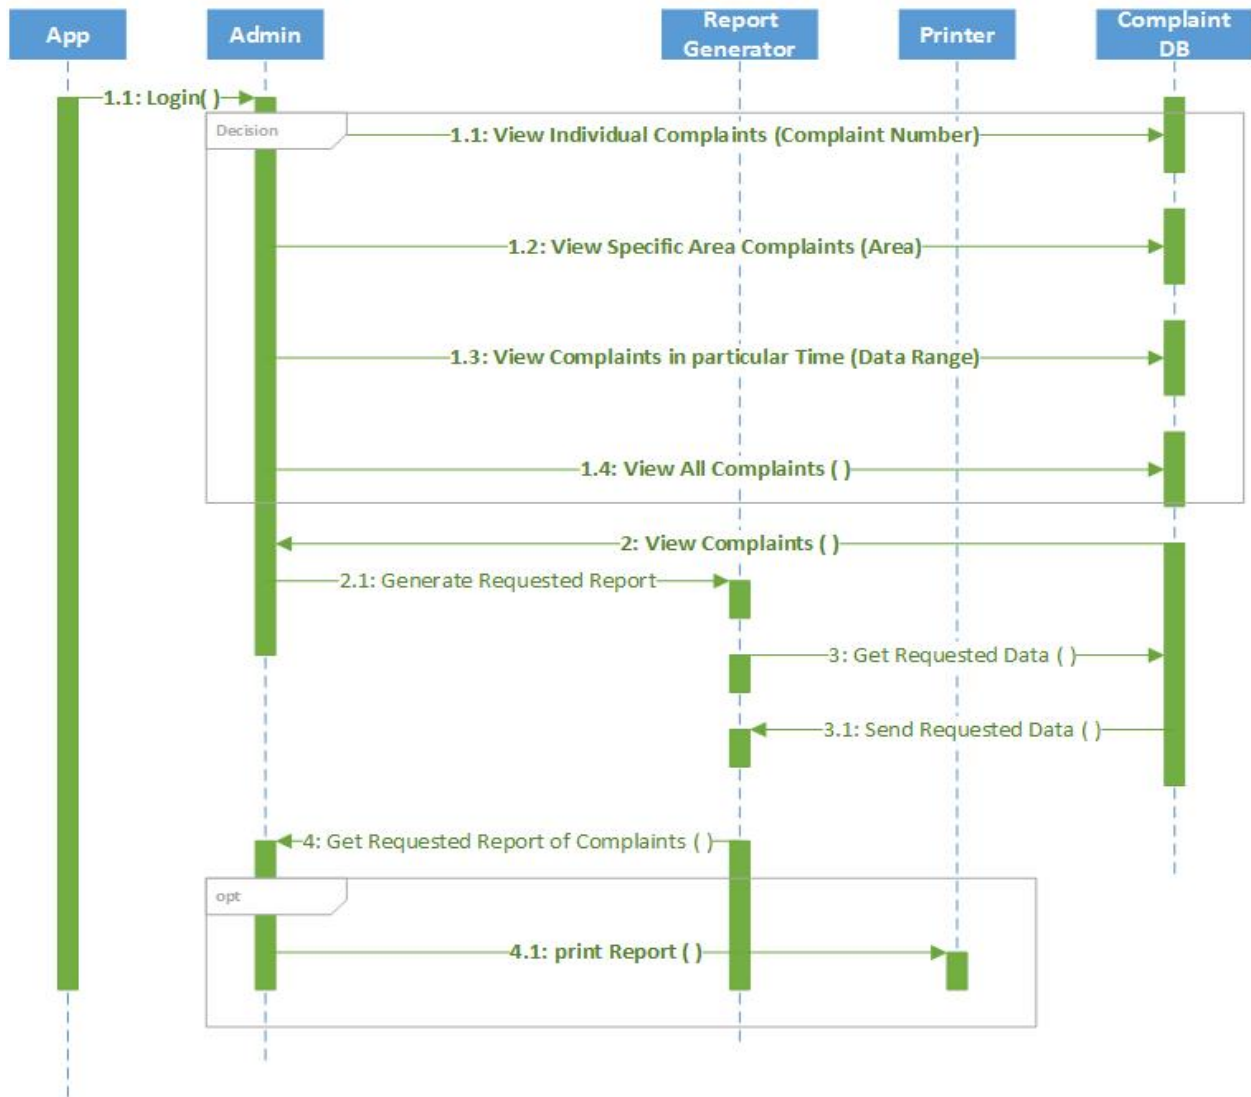 App
Admin
Report
Generator
Printer
Complaint
DB
1.1: Login( )
Decision
1.1: View Individual Complaints (Complaint Number)
1.2: View Specific Area Complaints (Area)
1.3: View Complaints in particular Time (Data Range)
1.4: View All Complaints ( )
2: View Complaints ( )
2.1: Generate Requested Report
3: Get Requested Data ( )
3.1: Send Requested Data ( )
4: Get Requested Report of Complaints ( )
opt
4.1: print Report ( )